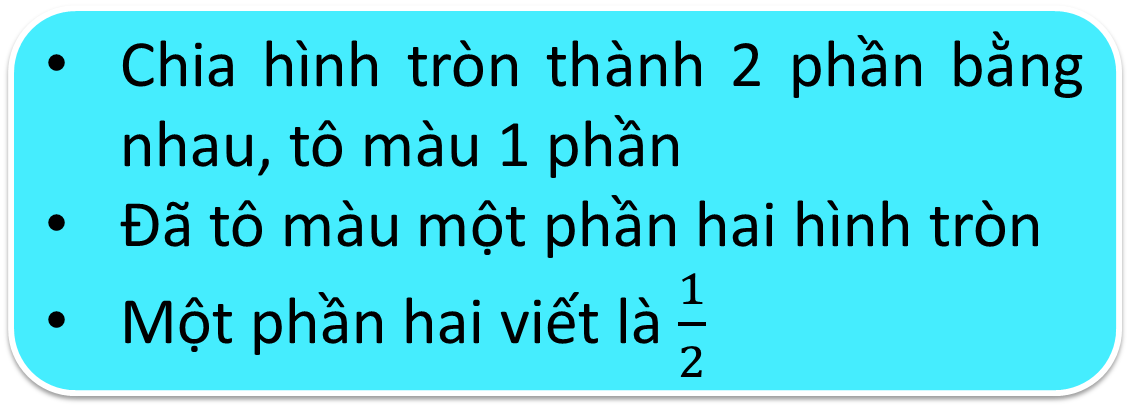 • Chia hình tròn thành 2 phần bằng
nhau, tô màu 1 phần
• Đã tô màu một phần hai hình tròn
• Một phần hai viết là 1/2